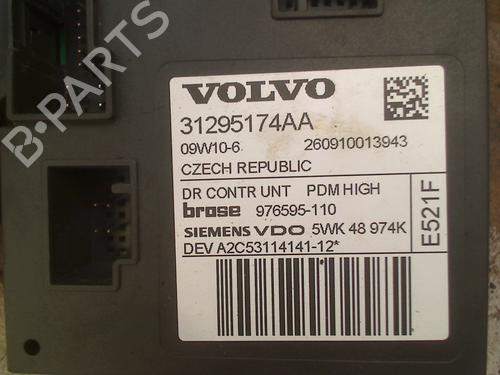 B-PARTS
VOLVO
31295174AA
09W10-6 260910013943
CZECH REPUBLIC
DR CONTR UNT PDM HIGH
brose 976595-110
SIEMENS VDO 5WK 48 974K
DEV A2C53114141-12*
E521F